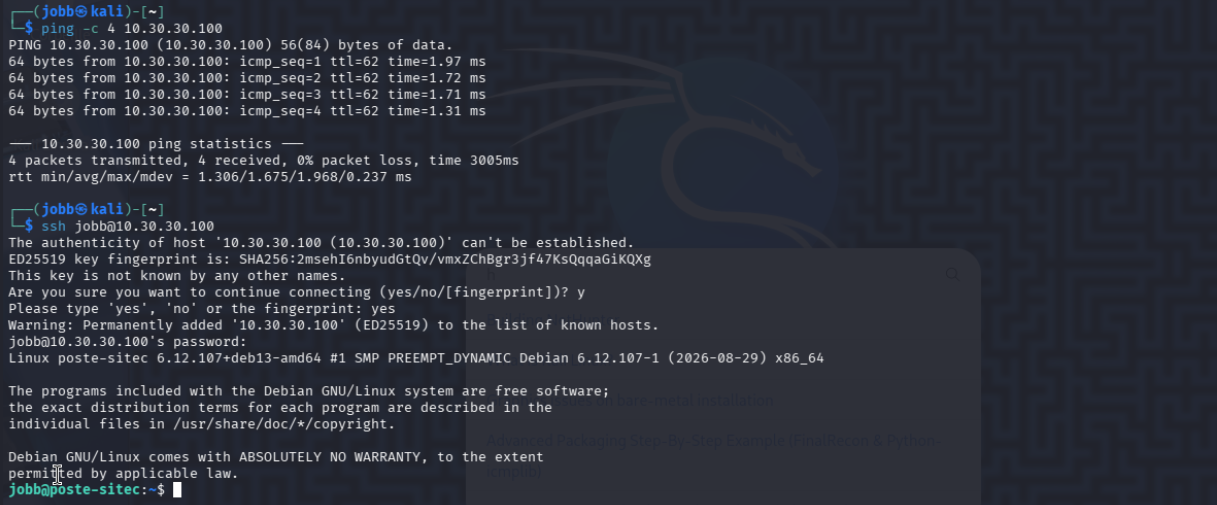 ┌──(jobb㉿kali)-[~]
└─$ ping -c 4 10.30.30.100
PING 10.30.30.100 (10.30.30.100) 56(84) bytes of data.
64 bytes from 10.30.30.100: icmp_seq=1 ttl=62 time=1.97 ms
64 bytes from 10.30.30.100: icmp_seq=2 ttl=62 time=1.72 ms
64 bytes from 10.30.30.100: icmp_seq=3 ttl=62 time=1.71 ms
64 bytes from 10.30.30.100: icmp_seq=4 ttl=62 time=1.31 ms
--- 10.30.30.100 ping statistics ---
4 packets transmitted, 4 received, 0% packet loss, time 3005ms
rtt min/avg/max/mdev = 1.306/1.675/1.968/0.237 ms
┌──(jobb㉿kali)-[~]
└─$ ssh jobb@10.30.30.100
The authenticity of host '10.30.30.100 (10.30.30.100)' can't be established.
ED25519 key fingerprint is: SHA256:2msehI6nbyudGtQv/vmxZChBgr3jf47KsQqqaGiKQXg
This key is not known by any other names.
Are you sure you want to continue connecting (yes/no/[fingerprint])? y
Please type 'yes', 'no' or the fingerprint: yes
Warning: Permanently added '10.30.30.100' (ED25519) to the list of known hosts.
jobb@10.30.30.100's password:
Linux poste-sitec 6.12.107+deb13-amd64 #1 SMP PREEMPT_DYNAMIC Debian 6.12.107-1 (2026-08-29) x86_64
The programs included with the Debian GNU/Linux system are free software;
the exact distribution terms for each program are described in the
individual files in /usr/share/doc/*/copyright.
Debian GNU/Linux comes with ABSOLUTELY NO WARRANTY, to the extent
permitted by applicable law.
jobb@poste-sitec:~$
bare-metal installation
Advanced Packaging Step-By-Step Example (FinalRecon & Python-